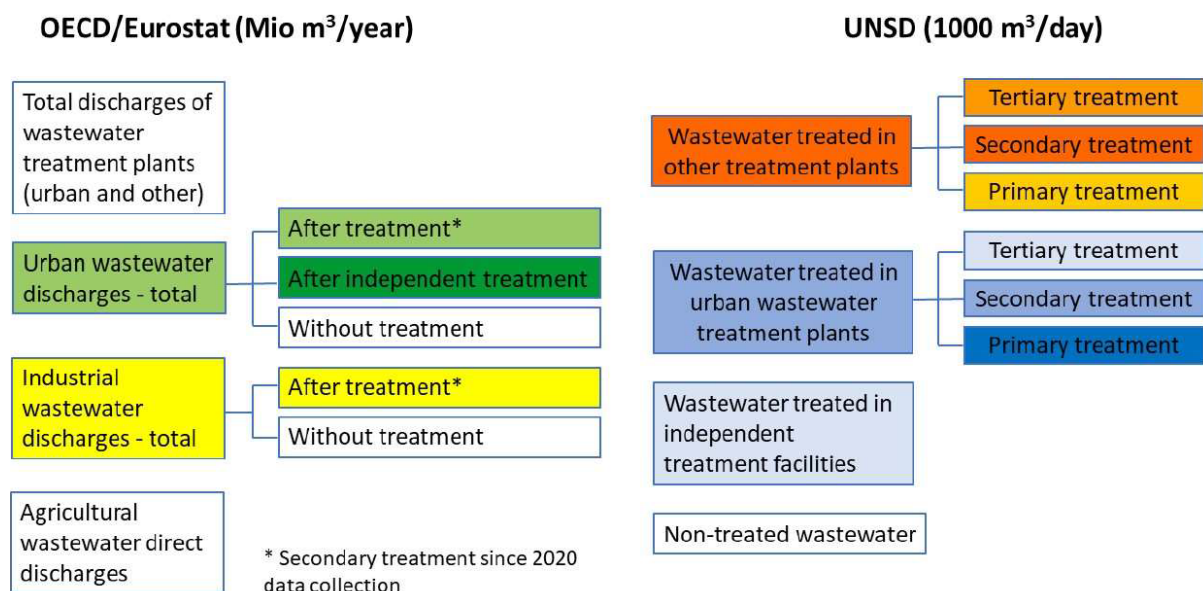 OECD/Eurostat (Mio m³/year)
Total discharges of
wastewater
treatment plants
(urban and other)
Urban wastewater
discharges - total
After treatment*
After independent treatment
Without treatment
Industrial
wastewater
discharges - total
After treatment*
Without treatment
Agricultural
wastewater direct
discharges
* Secondary treatment since 2020
data collection
UNSD (1000 m³/day)
Wastewater treated in
other treatment plants
Tertiary treatment
Secondary treatment
Primary treatment
Wastewater treated in
urban wastewater
treatment plants
Tertiary treatment
Secondary treatment
Primary treatment
Wastewater treated in
independent
treatment facilities
Non-treated wastewater